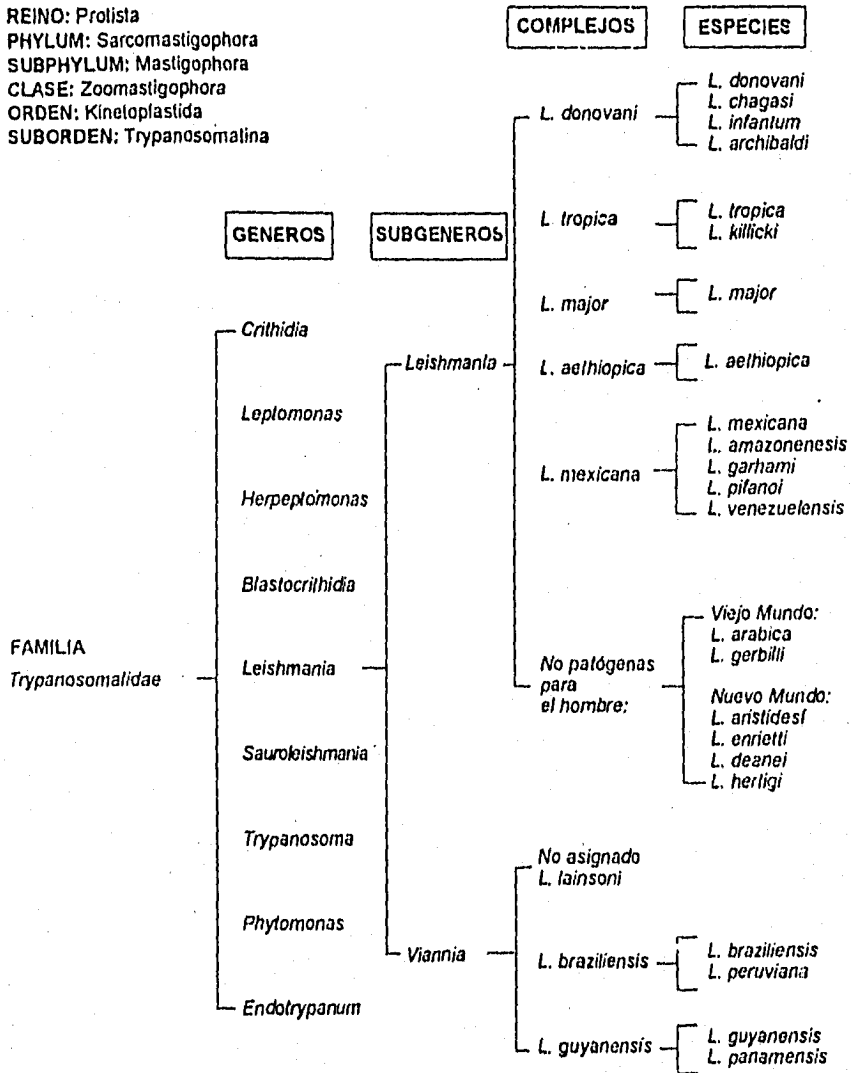 REINO: Protista
PHYLUM: Sarcomastigophora
SUBPHYLUM: Mastigophora
CLASE: Zoomastigophora
ORDEN: Kinetoplastida
SUBORDEN: Trypanosomatina
GENEROS
SUBGENEROS
COMPLEJOS
ESPECIES
FAMILIA
Trypanosomatidae
Crithidia
Leptomonas
Herpeptomonas
Blastocrithidia
Leishmania
Sauroleishmania
Trypanosoma
Phytomonas
Endotrypanum
Leishmania
Viannia
L. donovani
L. donovani
L. chagasi
L. infantum
L. archibaldi
L. tropica
L. tropica
L. killicki
L. major
L. major
L. aethiopica
L. aethiopica
L. mexicana
L. mexicana
L. amazonenesis
L. garhami
L. pifanoi
L. venezuelensis
No patógenas
para
el hombre:
Viejo Mundo:
L. arabica
L. gerbilli
Nuevo Mundo:
L. aristidesi
L. enrietti
L. deanei
L. hertigi
No asignado
L. lainsoni
L. braziliensis
L. braziliensis
L. peruviana
L. guyanensis
L. guyanensis
L. panamensis